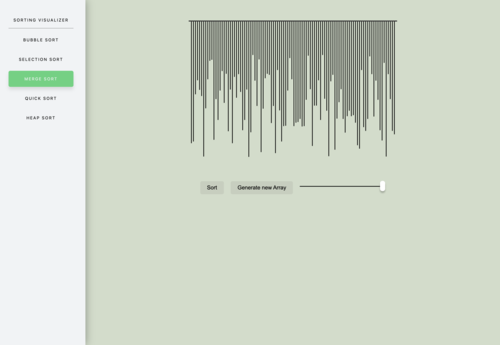 SORTING VISUALIZER
BUBBLE SORT
SELECTION SORT
MERGE SORT
QUICK SORT
HEAP SORT
Sort
Generate new Array